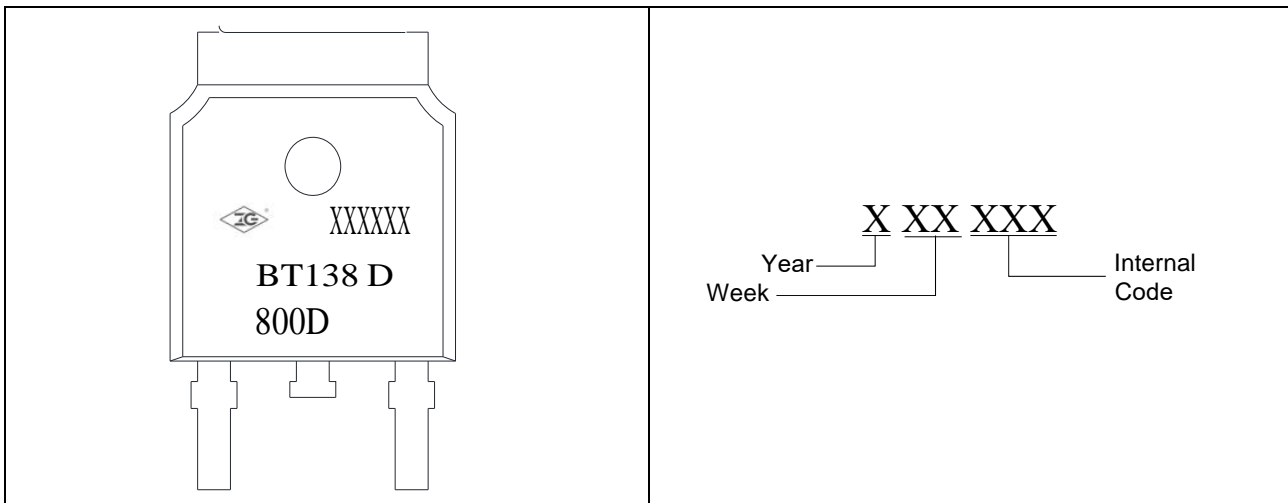 XXXXXX
BT138 D
800D
X XX XXX
Year
Week
Internal
Code